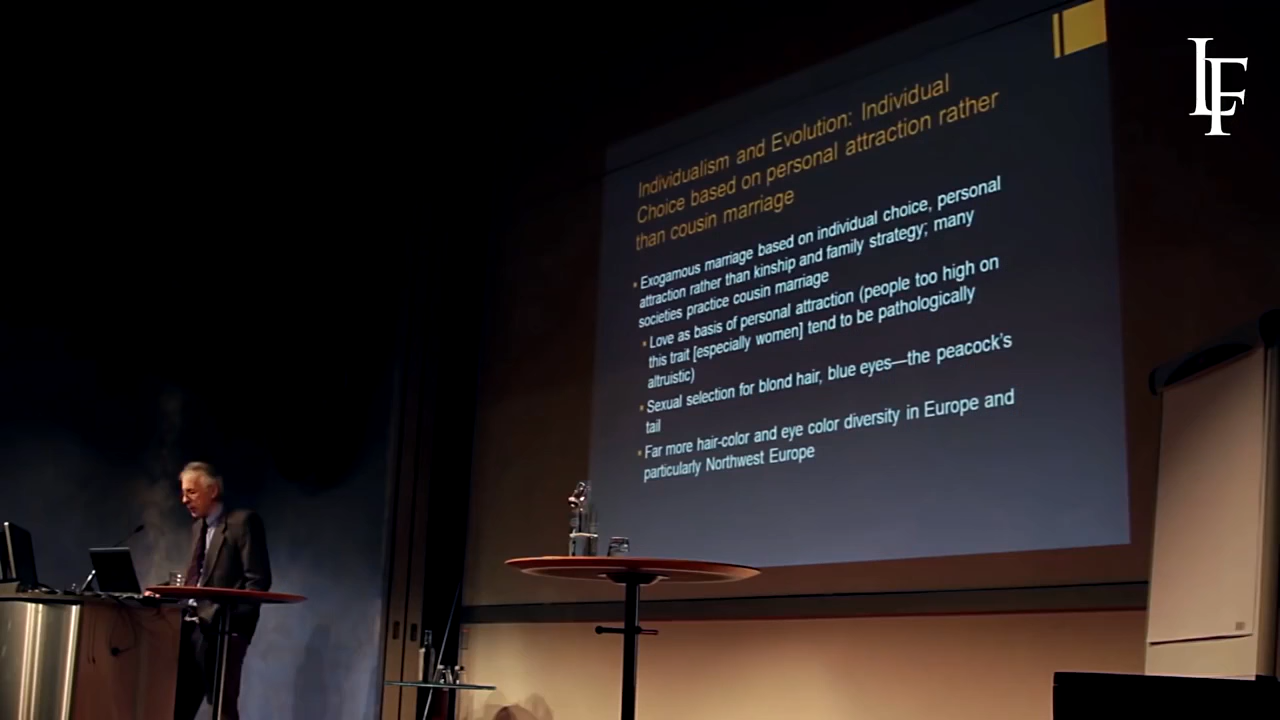 LF
Individualism and Evolution: Individual
Choice based on personal attraction rather
than cousin marriage
Exogamous marriage based on individual choice, personal
attraction rather than kinship and family strategy; many
societies practice cousin marriage
Love as basis of personal attraction (people too high on
this trait [especially women] tend to be pathologically
altruistic)
Sexual selection for blond hair, blue eyes—the peacock's
tail
Far more hair-color and eye color diversity in Europe and
particularly Northwest Europe